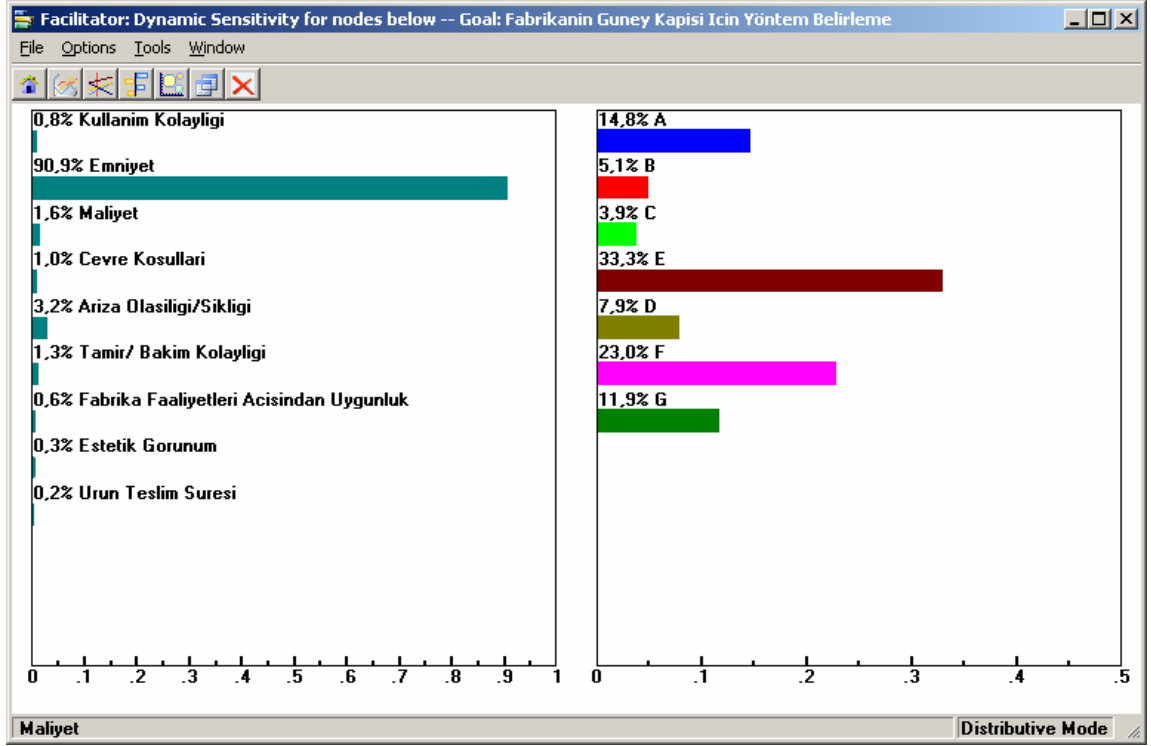 Facilitator: Dynamic Sensitivity for nodes below -- Goal: Fabrikanin Guney Kapisi Icin Yöntem Belirleme
File Options Tools Window
0,8% Kullanim Kolayligi
90,9% Emniyet
1,6% Maliyet
1,0% Cevre Kosullari
3,2% Ariza Olasiligi/Sikligi
1,3% Tamir/ Bakim Kolayligi
0,6% Fabrika Faaliyetleri Acisindan Uygunluk
0,3% Estetik Gorunum
0,2% Urun Teslim Suresi
0 .1 .2 .3 .4 .5 .6 .7 .8 .9 1
14,8% A
5,1% B
3,9% C
33,3% E
7,9% D
23,0% F
11,9% G
0 .1 .2 .3 .4 .5
Maliyet
Distributive Mode